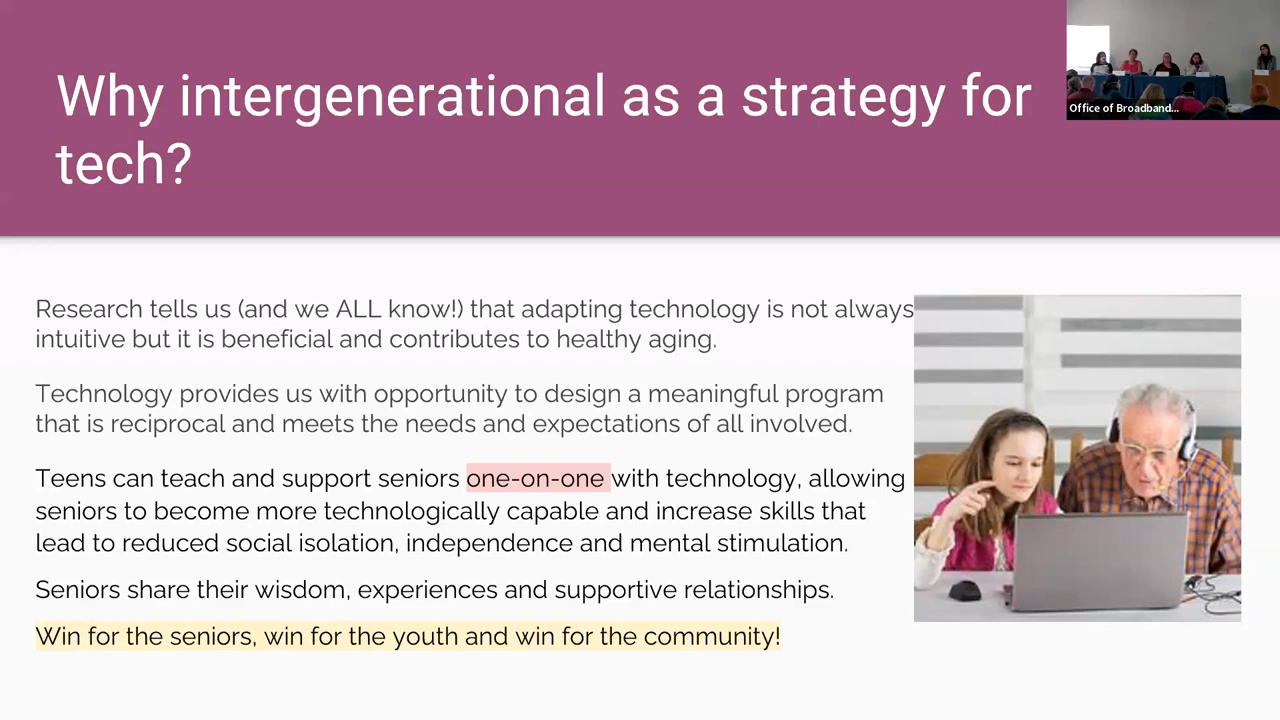 Why intergenerational as a strategy for
tech?
Office of Broadband...
Research tells us (and we ALL know!) that adapting technology is not always
intuitive but it is beneficial and contributes to healthy aging.
Technology provides us with opportunity to design a meaningful program
that is reciprocal and meets the needs and expectations of all involved.
Teens can teach and support seniors one-on-one with technology, allowing
seniors to become more technologically capable and increase skills that
lead to reduced social isolation, independence and mental stimulation.
Seniors share their wisdom, experiences and supportive relationships.
Win for the seniors, win for the youth and win for the community!